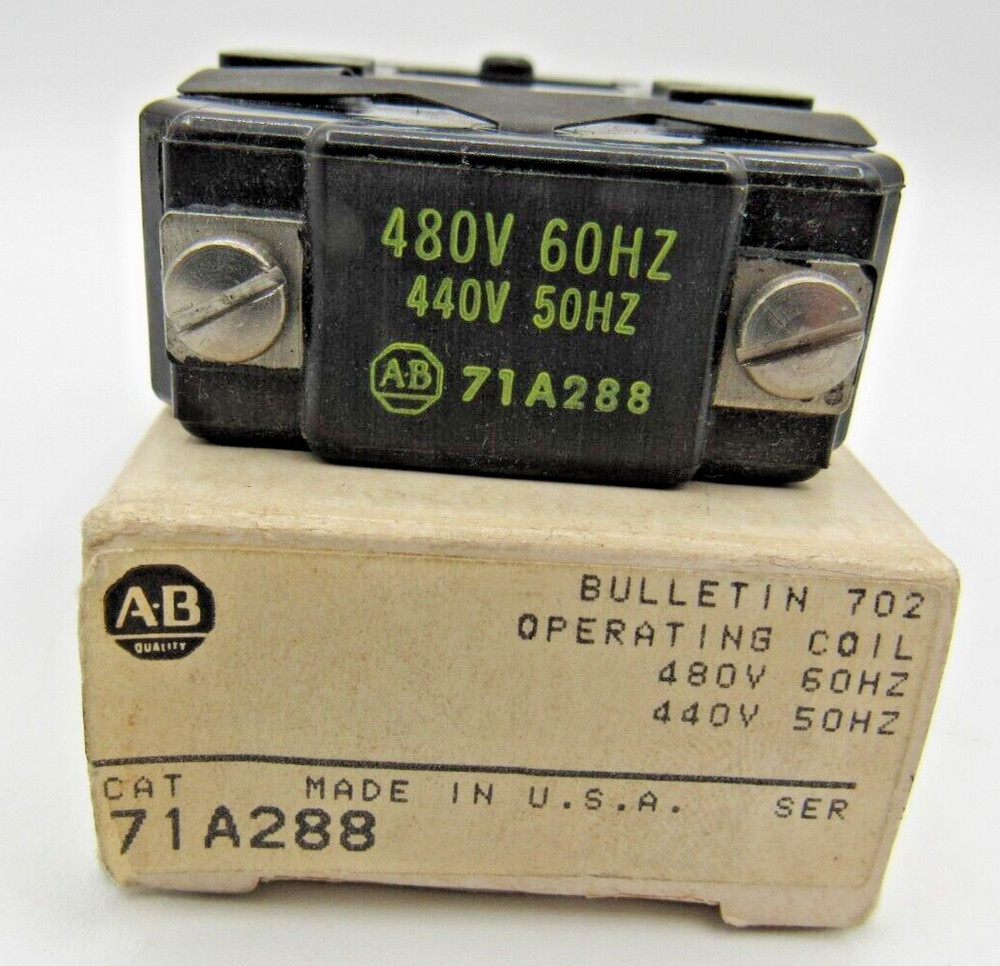 480V 60HZ
440V 50HZ
A-B 71A288
A-B
QUALITY
BULLETIN 702
OPERATING COIL
480V 60HZ
440V 50HZ
CAT MADE IN U.S.A. SER
71A288